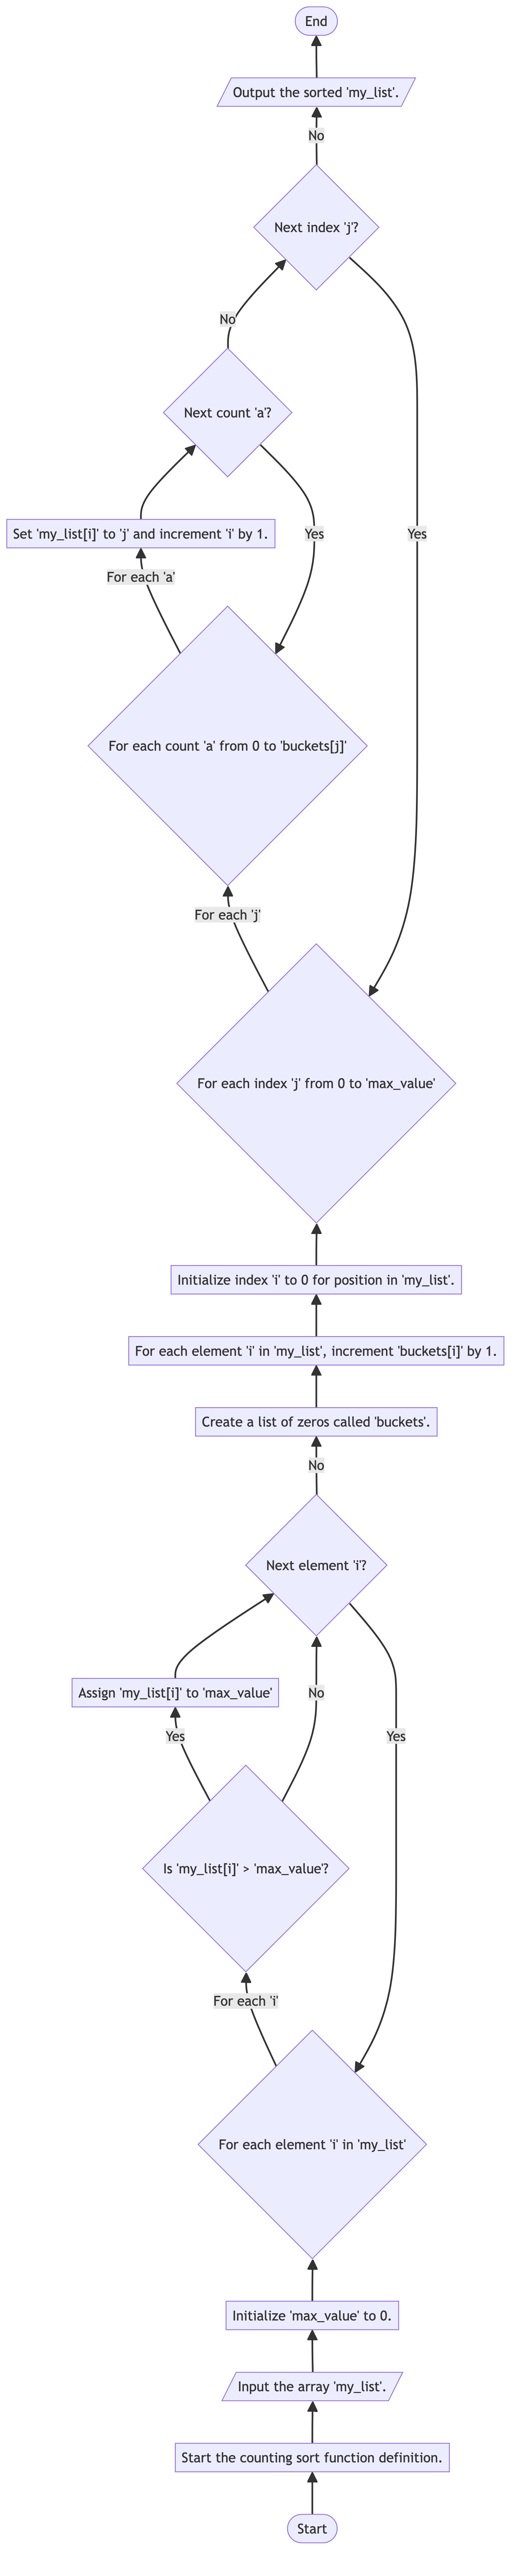 End
Output the sorted 'my_list'.
No
Next index 'j'?
No
Next count 'a'?
Set 'my_list[i]' to 'j' and increment 'i' by 1.
Yes
Yes
For each 'a'
For each count 'a' from 0 to 'buckets[j]'
For each 'j'
For each index 'j' from 0 to 'max_value'
Initialize index 'i' to 0 for position in 'my_list'.
For each element 'i' in 'my_list', increment 'buckets[i]' by 1.
Create a list of zeros called 'buckets'.
No
Next element 'i'?
Assign 'my_list[i]' to 'max_value'
No
Yes
Yes
Is 'my_list[i]' > 'max_value'?
For each 'i'
For each element 'i' in 'my_list'
Initialize 'max_value' to 0.
Input the array 'my_list'.
Start the counting sort function definition.
Start